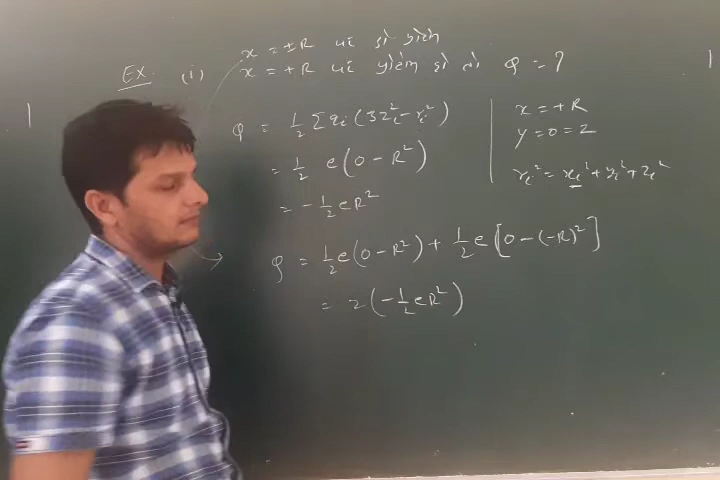 x = ±R
EX. (i) x = +R φ = ?
φ = 1/2 Σ qi (3zi² - ri²)
= 1/2 e(0 - R²)
= -1/2 eR²
x = +R
y = 0 = z
ri² = xi² + yi² + zi²
φ = 1/2 e(0 - R²) + 1/2 e[0 - (-R)²]
= 2(-1/2 eR²)